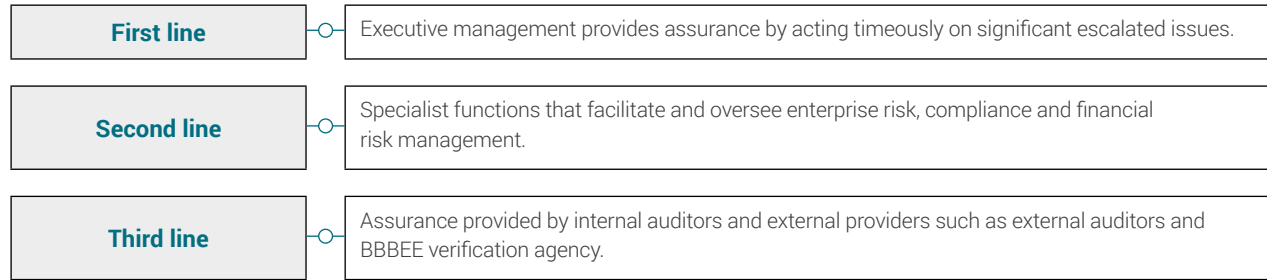 First line
Executive management provides assurance by acting timeously on significant escalated issues.
Second line
Specialist functions that facilitate and oversee enterprise risk, compliance and financial
risk management.
Third line
Assurance provided by internal auditors and external providers such as external auditors and
BBBEE verification agency.